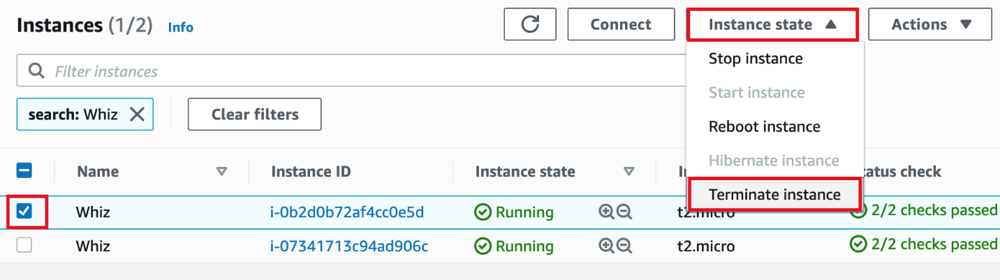 Instances (1/2) Info Connect Instance state Actions
Filter instances Stop instance
Start instance
search: Whiz Clear filters
Reboot instance
Hibernate instance
Name Instance ID Instance state tatus check
Terminate instance
Whiz i-0b2d0b72af4cc0e5d Running t2.micro 2/2 checks passed
Whiz i-07341713c94ad906c Running t2.micro 2/2 checks passed